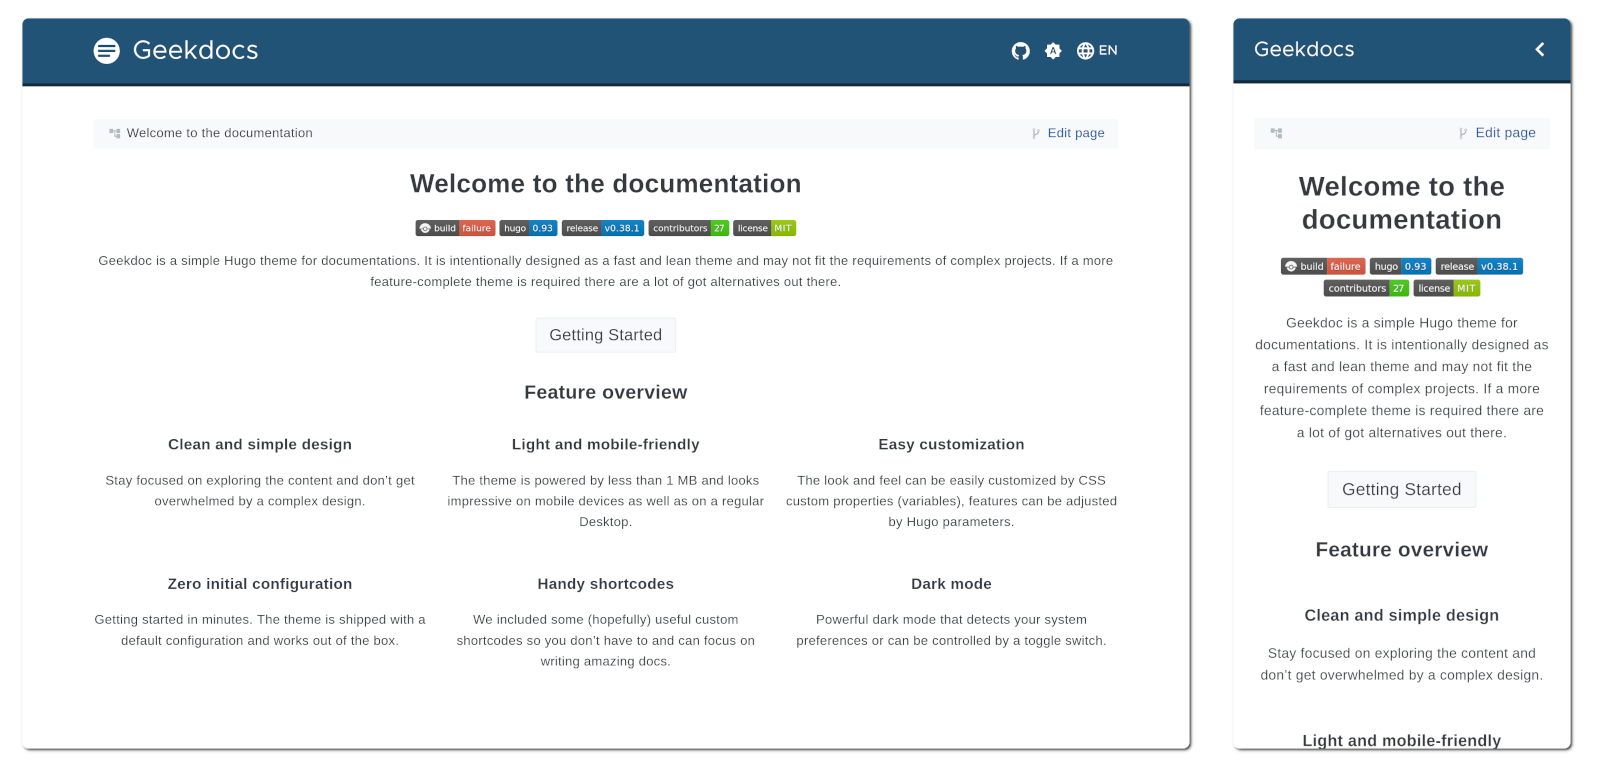 Geekdocs
EN
Welcome to the documentation
Edit page
Welcome to the documentation
build failure hugo 0.93 release v0.38.1 contributors 27 license MIT
Geekdoc is a simple Hugo theme for documentations. It is intentionally designed as a fast and lean theme and may not fit the requirements of complex projects. If a more
feature-complete theme is required there are a lot of got alternatives out there.
Getting Started
Feature overview
Clean and simple design
Stay focused on exploring the content and don’t get
overwhelmed by a complex design.
Light and mobile-friendly
The theme is powered by less than 1 MB and looks
impressive on mobile devices as well as on a regular
Desktop.
Easy customization
The look and feel can be easily customized by CSS
custom properties (variables), features can be adjusted
by Hugo parameters.
Zero initial configuration
Getting started in minutes. The theme is shipped with a
default configuration and works out of the box.
Handy shortcodes
We included some (hopefully) useful custom
shortcodes so you don’t have to and can focus on
writing amazing docs.
Dark mode
Powerful dark mode that detects your system
preferences or can be controlled by a toggle switch.
Geekdocs
Edit page
Welcome to the
documentation
build failure hugo 0.93 release v0.38.1
contributors 27 license MIT
Geekdoc is a simple Hugo theme for
documentations. It is intentionally designed as
a fast and lean theme and may not fit the
requirements of complex projects. If a more
feature-complete theme is required there are
a lot of got alternatives out there.
Getting Started
Feature overview
Clean and simple design
Stay focused on exploring the content and
don’t get overwhelmed by a complex design.
Light and mobile-friendly